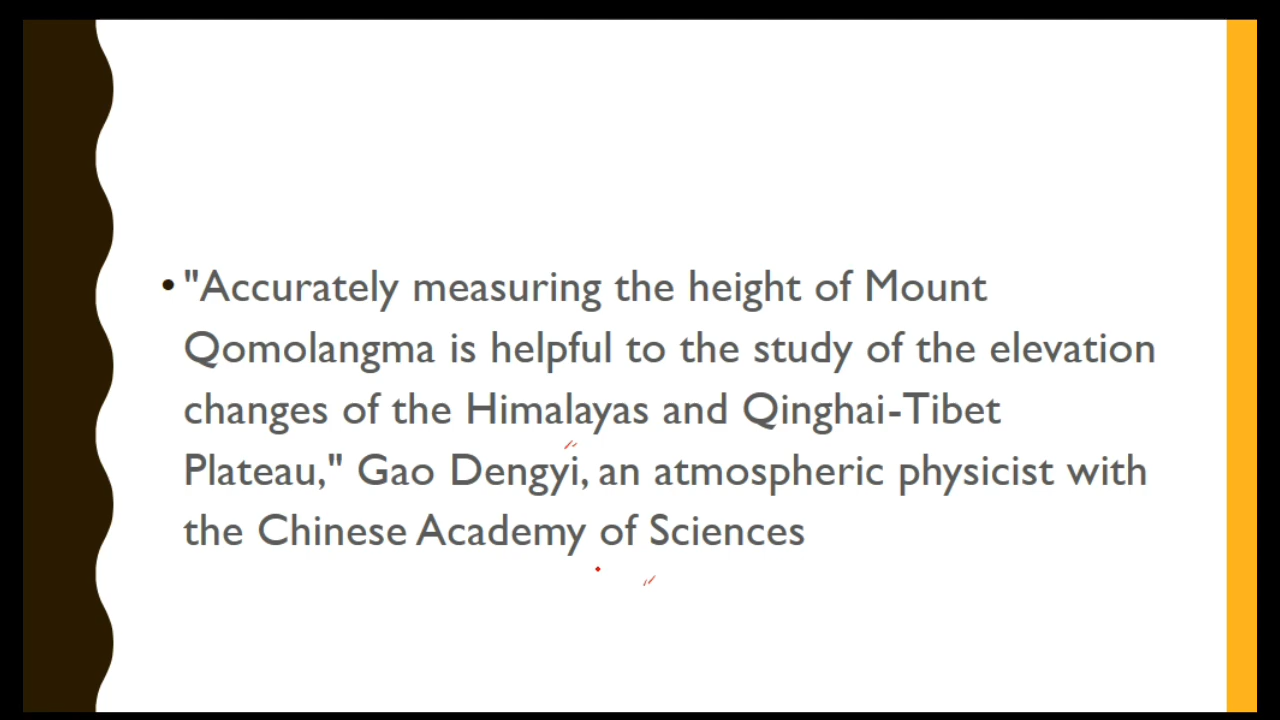 • "Accurately measuring the height of Mount
Qomolangma is helpful to the study of the elevation
changes of the Himalayas and Qinghai-Tibet
Plateau," Gao Dengyi, an atmospheric physicist with
the Chinese Academy of Sciences